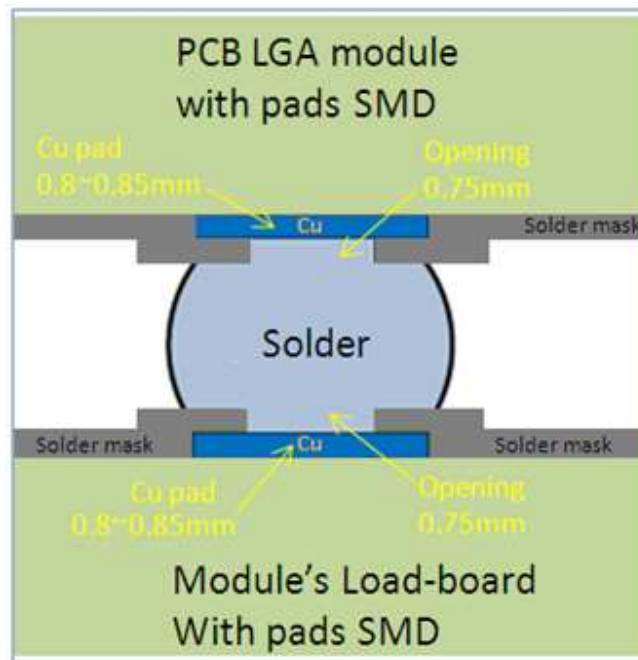 PCB LGA module
with pads SMD
Cu pad
0.8~0.85mm
Opening
0.75mm
Cu
Solder mask
Solder
Solder mask
Cu
Solder mask
Cu pad
0.8~0.85mm
Opening
0.75mm
Module's Load-board
With pads SMD